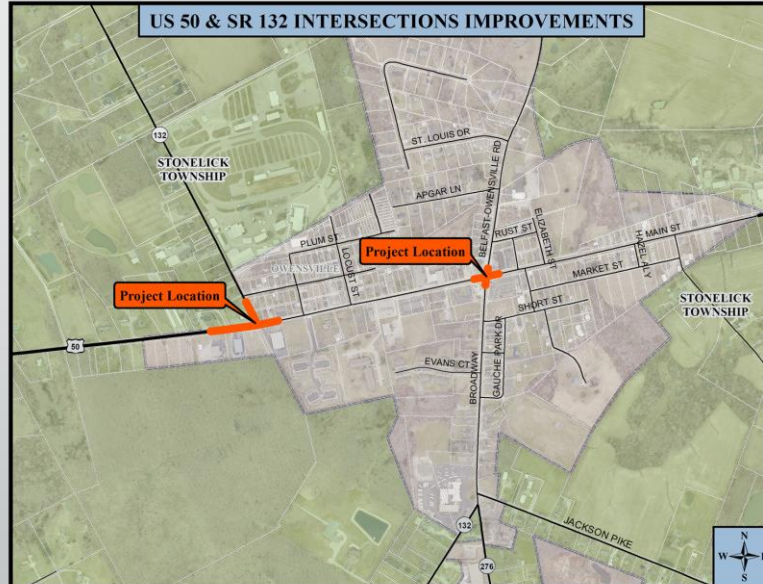 US 50 & SR 132 INTERSECTIONS IMPROVEMENTS
132
STONELICK
TOWNSHIP
ST. LOUIS DR
BELFAST-OWENSVILLE RD
APGAR LN
RUST ST
ELIZABETH ST
PLUM ST
LOCUST ST
OWENSVILLE
Project Location
MAIN ST
HAZEL ALY
MARKET ST
Project Location
SHORT ST
STONELICK
TOWNSHIP
50
EVANS CT
BROADWAY
GAUCHE PARK DR
132
276
JACKSON PIKE
N
W
S